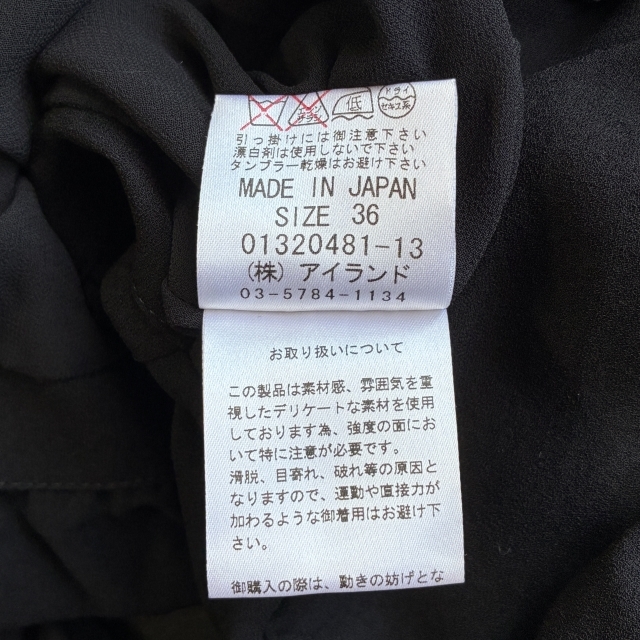 低
ドライ
セキユ系
引っ掛けには御注意下さい
漂白剤は使用しないで下さい
タンブラー乾燥はお避け下さい
MADE IN JAPAN
SIZE 36
01320481-13
(株) アイランド
03-5784-1134
お取り扱いについて
この製品は素材感、雰囲気を重
視したデリケートな素材を使用
しております為、強度の面にお
いて特に注意が必要です。
滑脱、目寄れ、破れ等の原因と
なりますので、運動や直接力が
加わるような御着用はお避け下
さい。
御購入の際は、動きの妨げとな